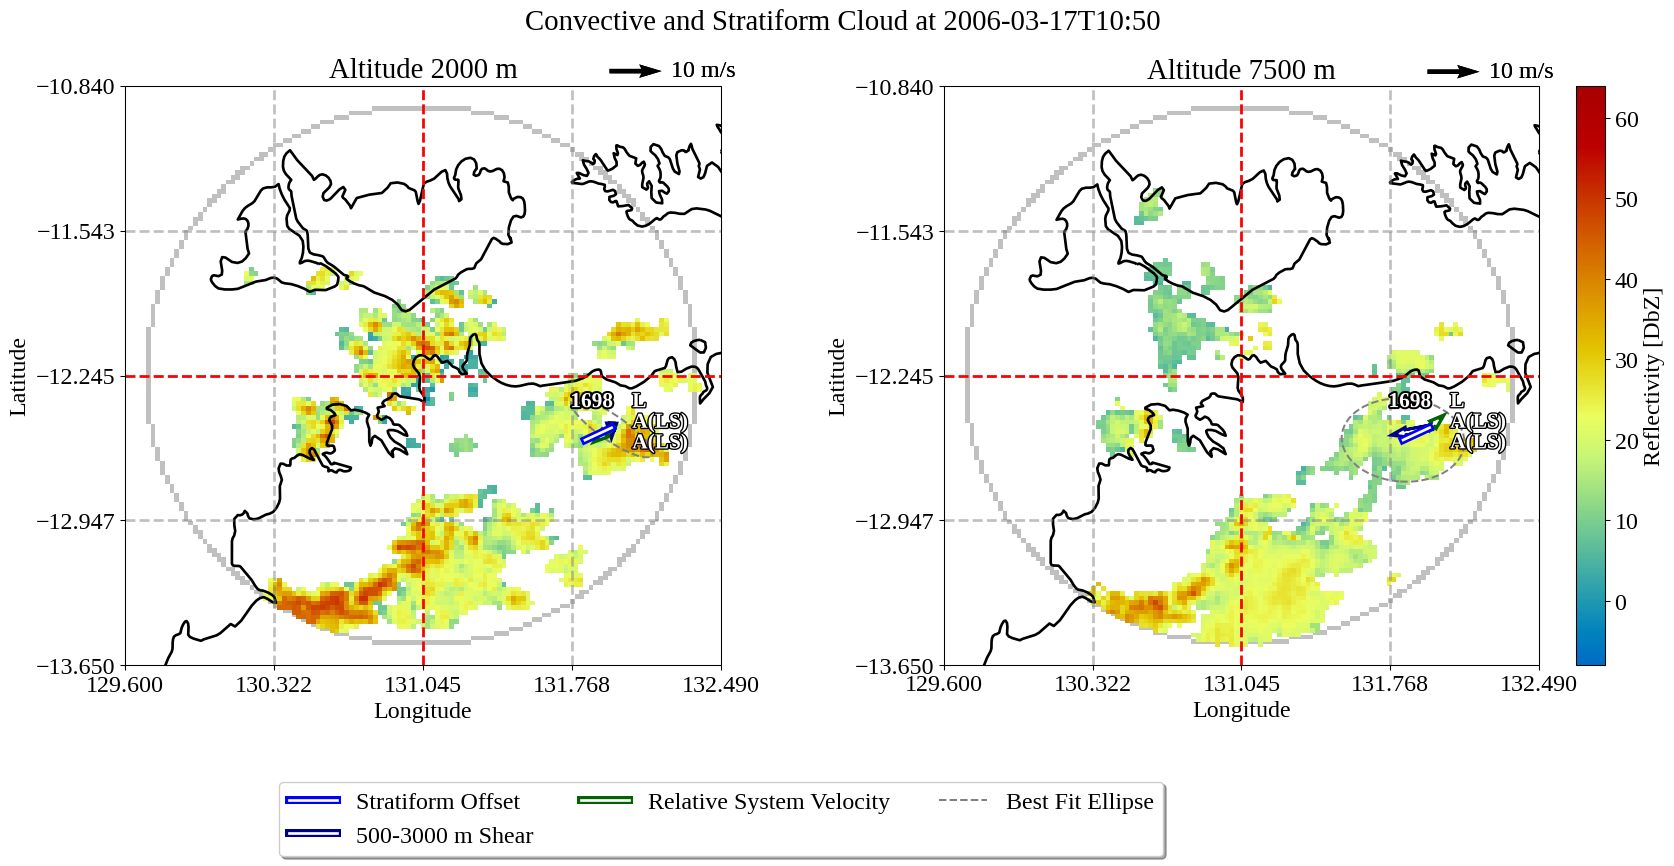 Convective and Stratiform Cloud at 2006-03-17T10:50
Altitude 2000 m
10 m/s
Altitude 7500 m
10 m/s
−10.840
−11.543
−12.245
−12.947
−13.650
Latitude
129.600
130.322
131.045
131.768
132.490
Longitude
1698
L
A(LS)
A(LS)
−10.840
−11.543
−12.245
−12.947
−13.650
Latitude
129.600
130.322
131.045
131.768
132.490
Longitude
1698
L
A(LS)
A(LS)
60
50
40
30
20
10
0
Reflectivity [DbZ]
Stratiform Offset
500-3000 m Shear
Relative System Velocity
Best Fit Ellipse